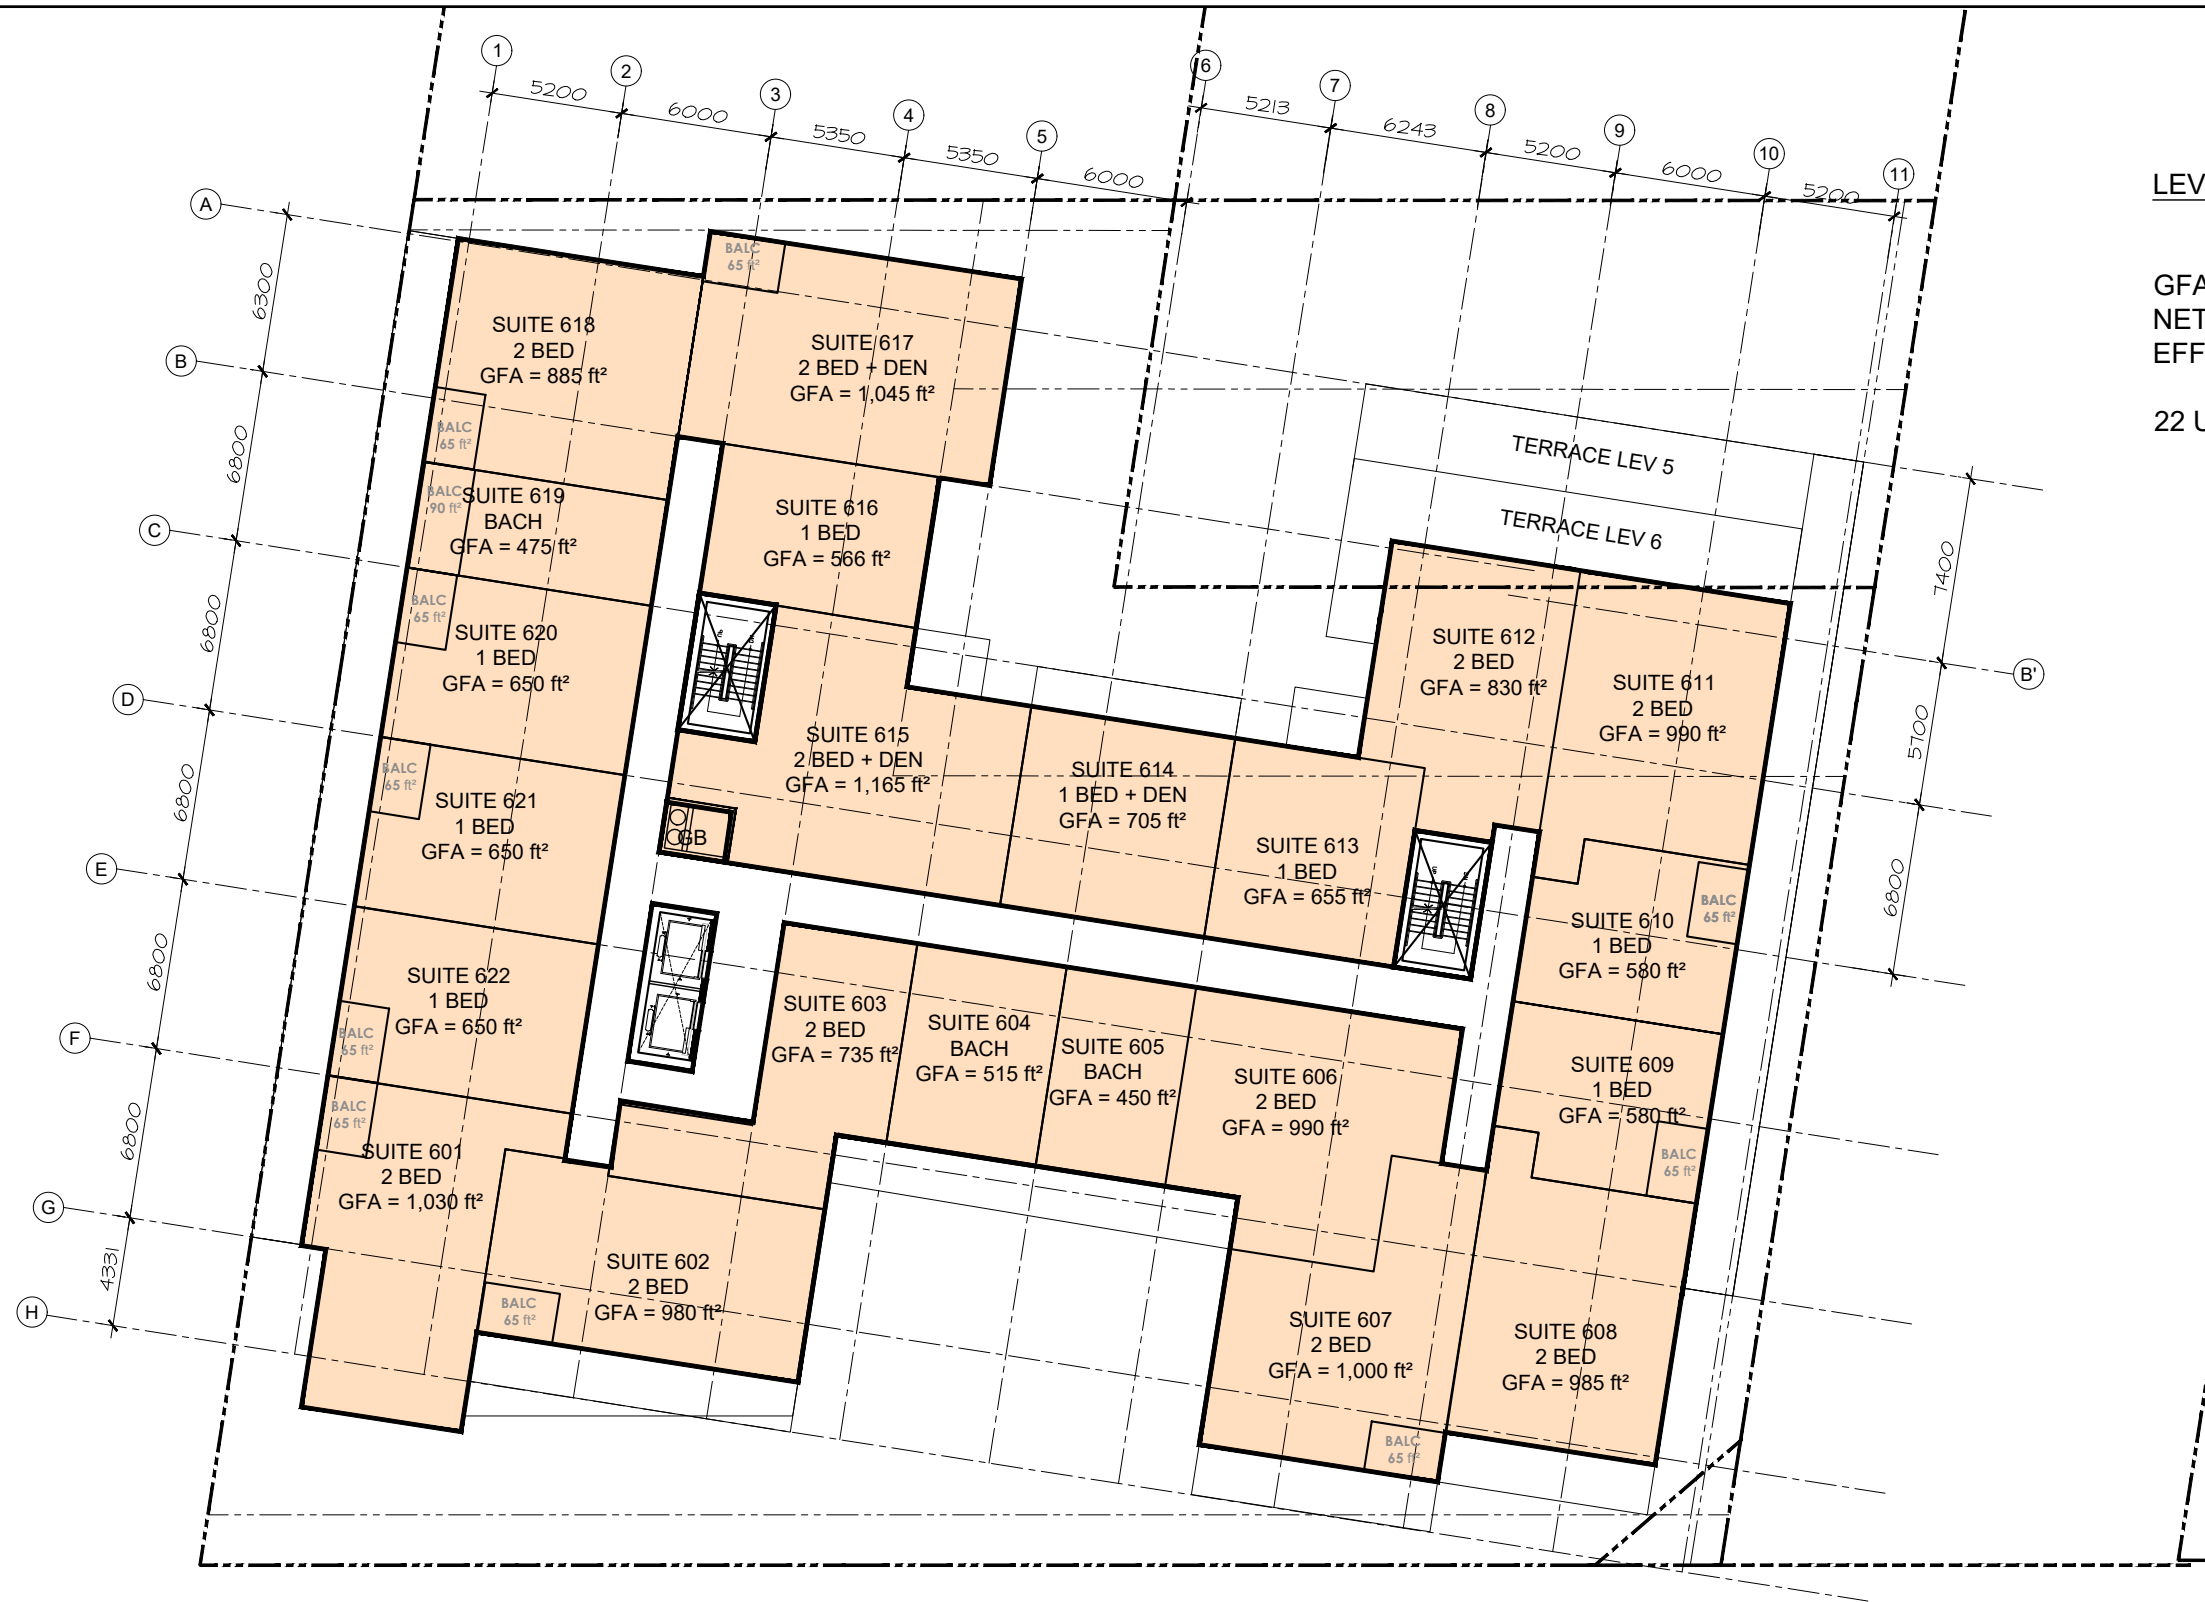 1
2
3
4
5
6
7
8
9
10
11
5200
6000
5350
5350
6000
5213
6243
5200
6000
5200
A
B
C
D
E
F
G
H
6300
6800
6800
6800
6800
6800
4331
B'
7400
5700
6800
LEV
GFA
NET
EFF
22 U
TERRACE LEV 5
TERRACE LEV 6
BALC
65 ft²
SUITE 618
2 BED
GFA = 885 ft²
SUITE 617
2 BED + DEN
GFA = 1,045 ft²
BALC
65 ft²
BALC
90 ft²
SUITE 619
BACH
GFA = 475 ft²
SUITE 616
1 BED
GFA = 566 ft²
BALC
65 ft²
SUITE 620
1 BED
GFA = 650 ft²
SUITE 612
2 BED
GFA = 830 ft²
SUITE 611
2 BED
GFA = 990 ft²
BALC
65 ft²
SUITE 621
1 BED
GFA = 650 ft²
SUITE 615
2 BED + DEN
GFA = 1,165 ft²
GB
SUITE 614
1 BED + DEN
GFA = 705 ft²
SUITE 613
1 BED
GFA = 655 ft²
SUITE 610
1 BED
GFA = 580 ft²
BALC
65 ft²
SUITE 622
1 BED
GFA = 650 ft²
BALC
65 ft²
SUITE 603
2 BED
GFA = 735 ft²
SUITE 604
BACH
GFA = 515 ft²
SUITE 605
BACH
GFA = 450 ft²
SUITE 606
2 BED
GFA = 990 ft²
SUITE 609
1 BED
GFA = 580 ft²
BALC
65 ft²
BALC
65 ft²
SUITE 601
2 BED
GFA = 1,030 ft²
SUITE 602
2 BED
GFA = 980 ft²
BALC
65 ft²
SUITE 607
2 BED
GFA = 1,000 ft²
SUITE 608
2 BED
GFA = 985 ft²
BALC
65 ft²